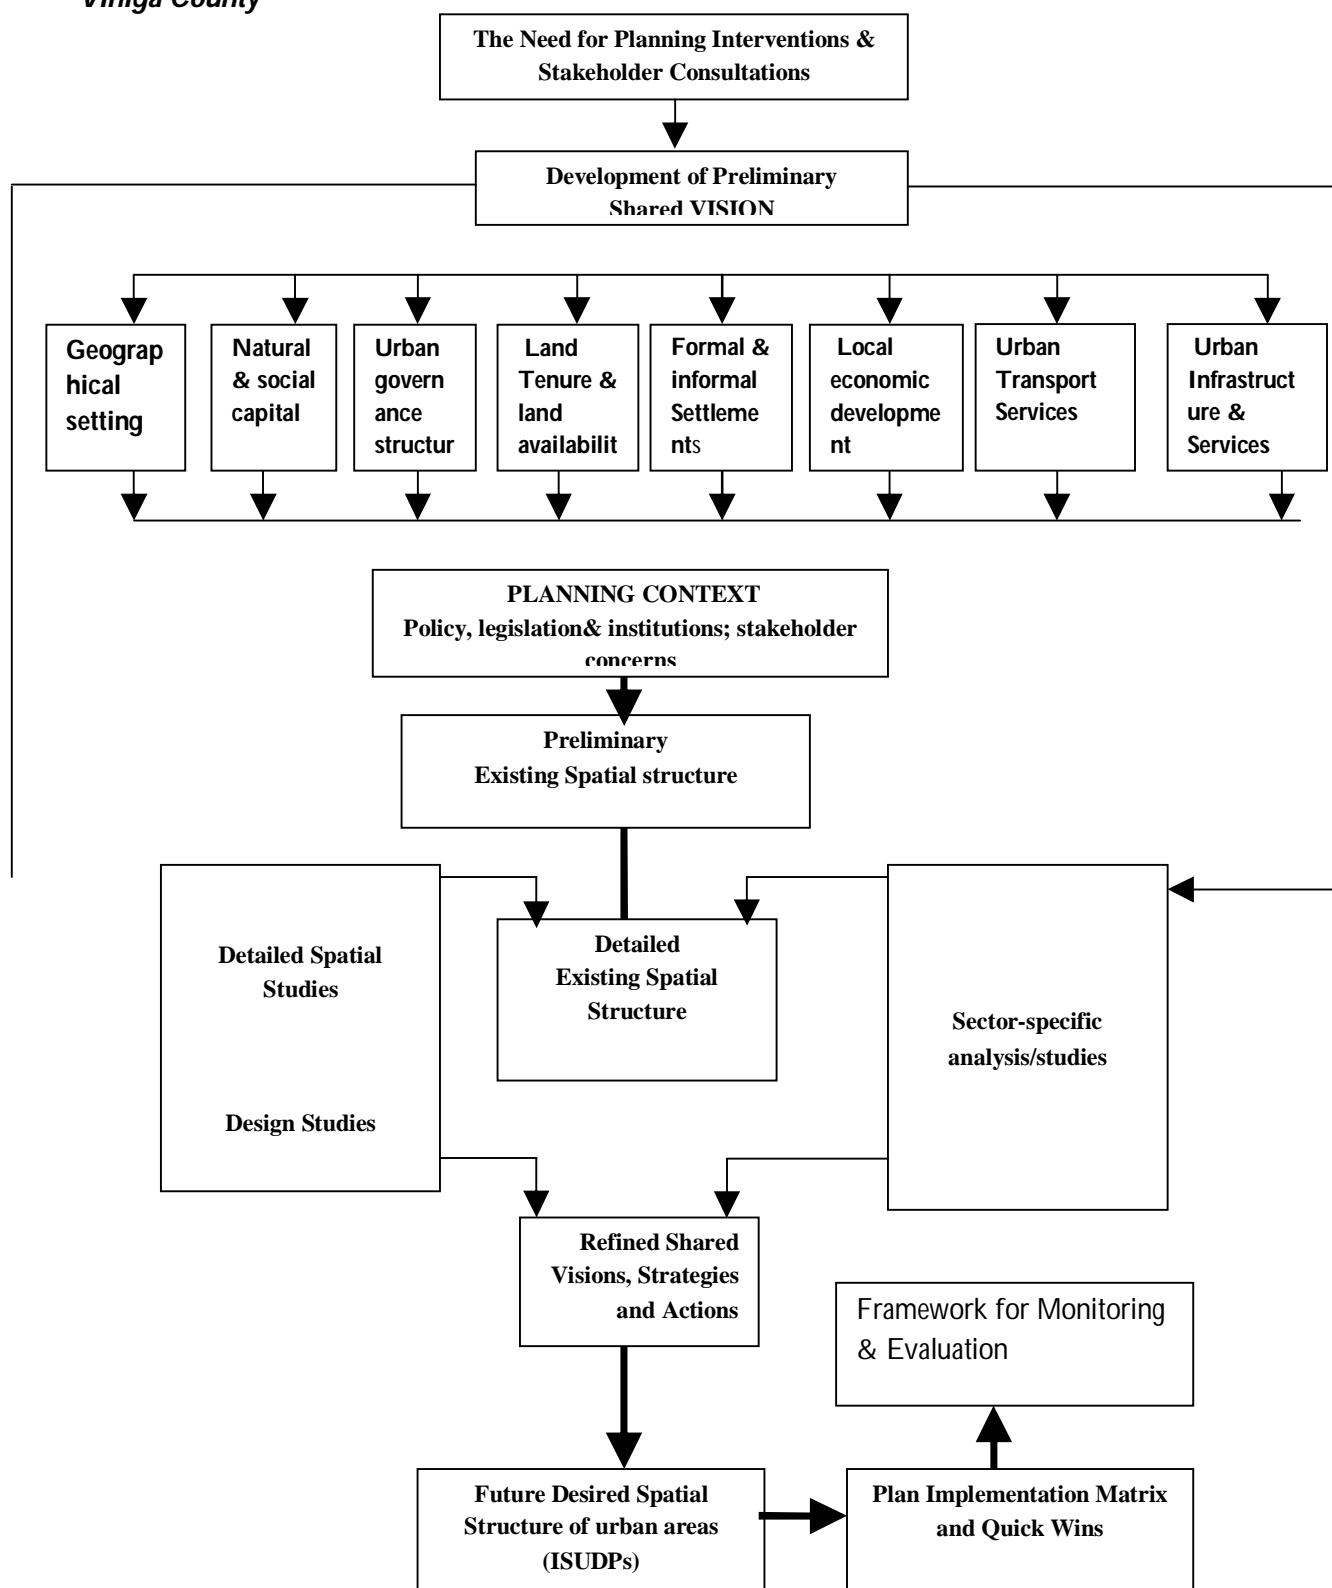 Vihiga County
The Need for Planning Interventions &
Stakeholder Consultations
Development of Preliminary
Shared VISION
Geograp
hical
setting
Natural
& social
capital
Urban
govern
ance
structur
Land
Tenure &
land
availabilit
Formal &
informal
Settleme
nts
Local
economic
developme
nt
Urban
Transport
Services
Urban
Infrastruct
ure &
Services
PLANNING CONTEXT
Policy, legislation& institutions; stakeholder
concerns
Preliminary
Existing Spatial structure
Detailed Spatial
Studies
Design Studies
Detailed
Existing Spatial
Structure
Sector-specific
analysis/studies
Refined Shared
Visions, Strategies
and Actions
Framework for Monitoring
& Evaluation
Future Desired Spatial
Structure of urban areas
(ISUDPs)
Plan Implementation Matrix
and Quick Wins